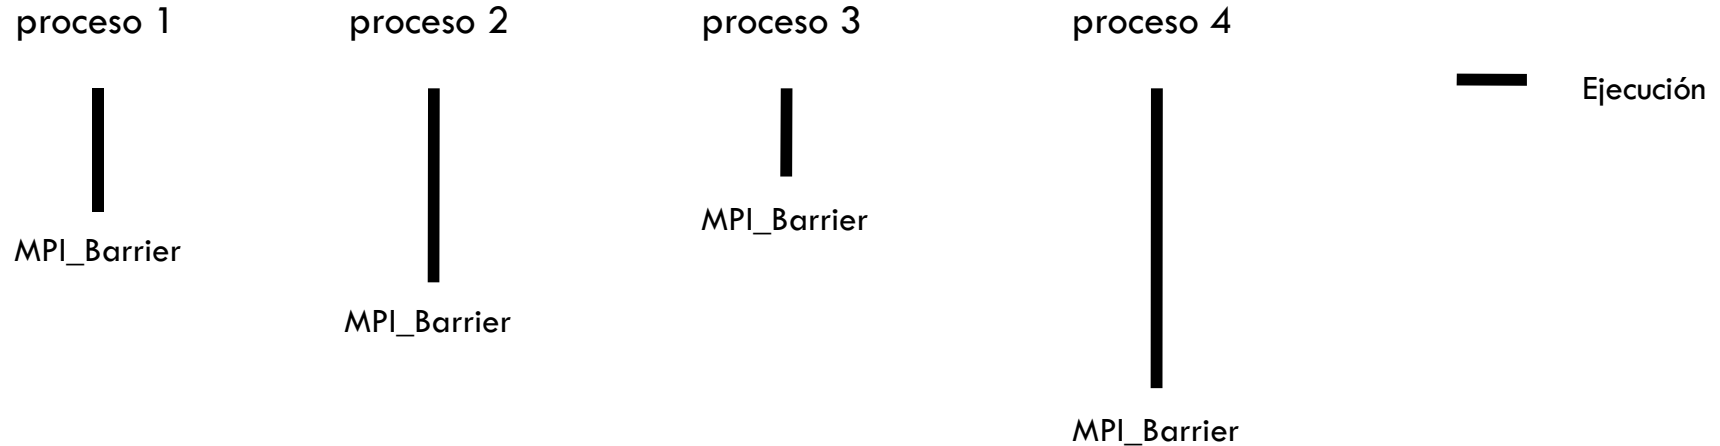 proceso 1
proceso 2
proceso 3
proceso 4
Ejecución
MPI_Barrier
MPI_Barrier
MPI_Barrier
MPI_Barrier